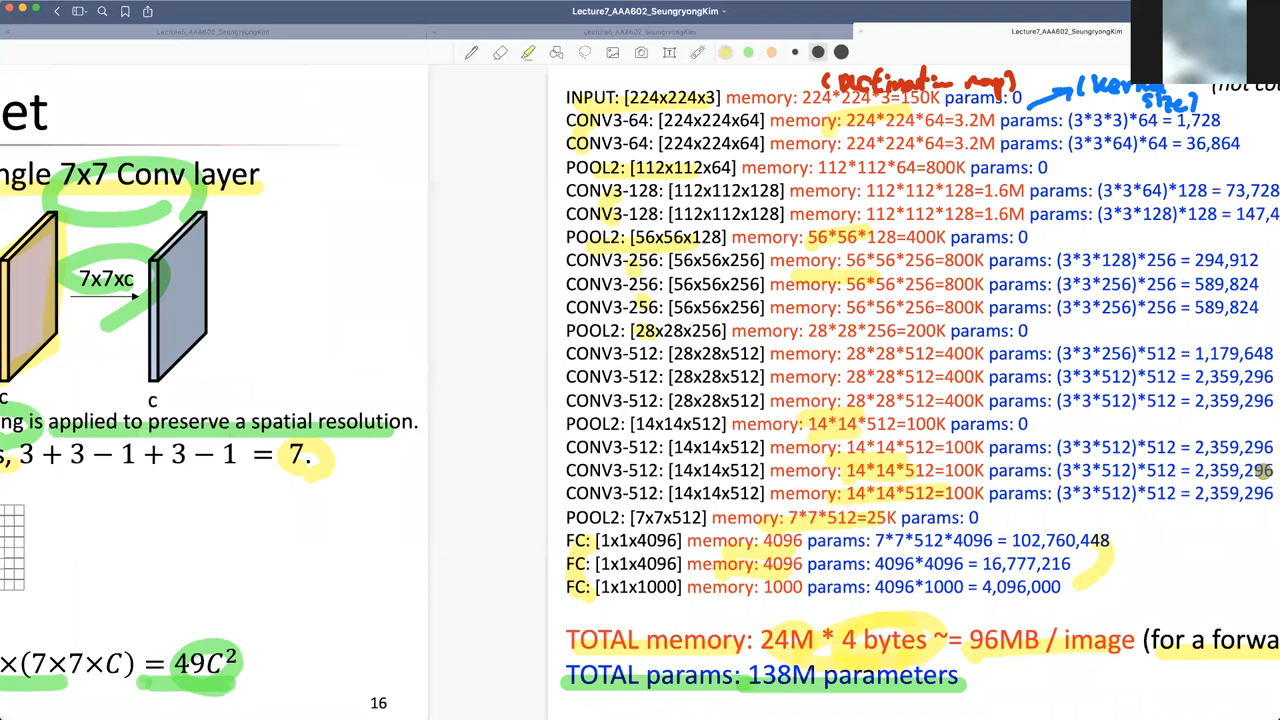 Lecture7_AAA602_SeungryongKim
Lecture5_AAA602_SeungryongKim
Lecture6_AAA602_SeungryongKim
Lecture7_AAA602_SeungryongKim
et
ngle 7x7 Conv layer
7x7xc
c
c
ng is applied to preserve a spatial resolution.
s, 3 + 3 − 1 + 3 − 1 = 7.
×(7×7×C) = 49C²
16
(activation map)
(kernel size)
(not cou
INPUT: [224x224x3] memory: 224*224*3=150K params: 0
CONV3-64: [224x224x64] memory: 224*224*64=3.2M params: (3*3*3)*64 = 1,728
CONV3-64: [224x224x64] memory: 224*224*64=3.2M params: (3*3*64)*64 = 36,864
POOL2: [112x112x64] memory: 112*112*64=800K params: 0
CONV3-128: [112x112x128] memory: 112*112*128=1.6M params: (3*3*64)*128 = 73,728
CONV3-128: [112x112x128] memory: 112*112*128=1.6M params: (3*3*128)*128 = 147,4
POOL2: [56x56x128] memory: 56*56*128=400K params: 0
CONV3-256: [56x56x256] memory: 56*56*256=800K params: (3*3*128)*256 = 294,912
CONV3-256: [56x56x256] memory: 56*56*256=800K params: (3*3*256)*256 = 589,824
CONV3-256: [56x56x256] memory: 56*56*256=800K params: (3*3*256)*256 = 589,824
POOL2: [28x28x256] memory: 28*28*256=200K params: 0
CONV3-512: [28x28x512] memory: 28*28*512=400K params: (3*3*256)*512 = 1,179,648
CONV3-512: [28x28x512] memory: 28*28*512=400K params: (3*3*512)*512 = 2,359,296
CONV3-512: [28x28x512] memory: 28*28*512=400K params: (3*3*512)*512 = 2,359,296
POOL2: [14x14x512] memory: 14*14*512=100K params: 0
CONV3-512: [14x14x512] memory: 14*14*512=100K params: (3*3*512)*512 = 2,359,296
CONV3-512: [14x14x512] memory: 14*14*512=100K params: (3*3*512)*512 = 2,359,296
CONV3-512: [14x14x512] memory: 14*14*512=100K params: (3*3*512)*512 = 2,359,296
POOL2: [7x7x512] memory: 7*7*512=25K params: 0
FC: [1x1x4096] memory: 4096 params: 7*7*512*4096 = 102,760,448
FC: [1x1x4096] memory: 4096 params: 4096*4096 = 16,777,216
FC: [1x1x1000] memory: 1000 params: 4096*1000 = 4,096,000
TOTAL memory: 24M * 4 bytes ~= 96MB / image (for a forwa
TOTAL params: 138M parameters